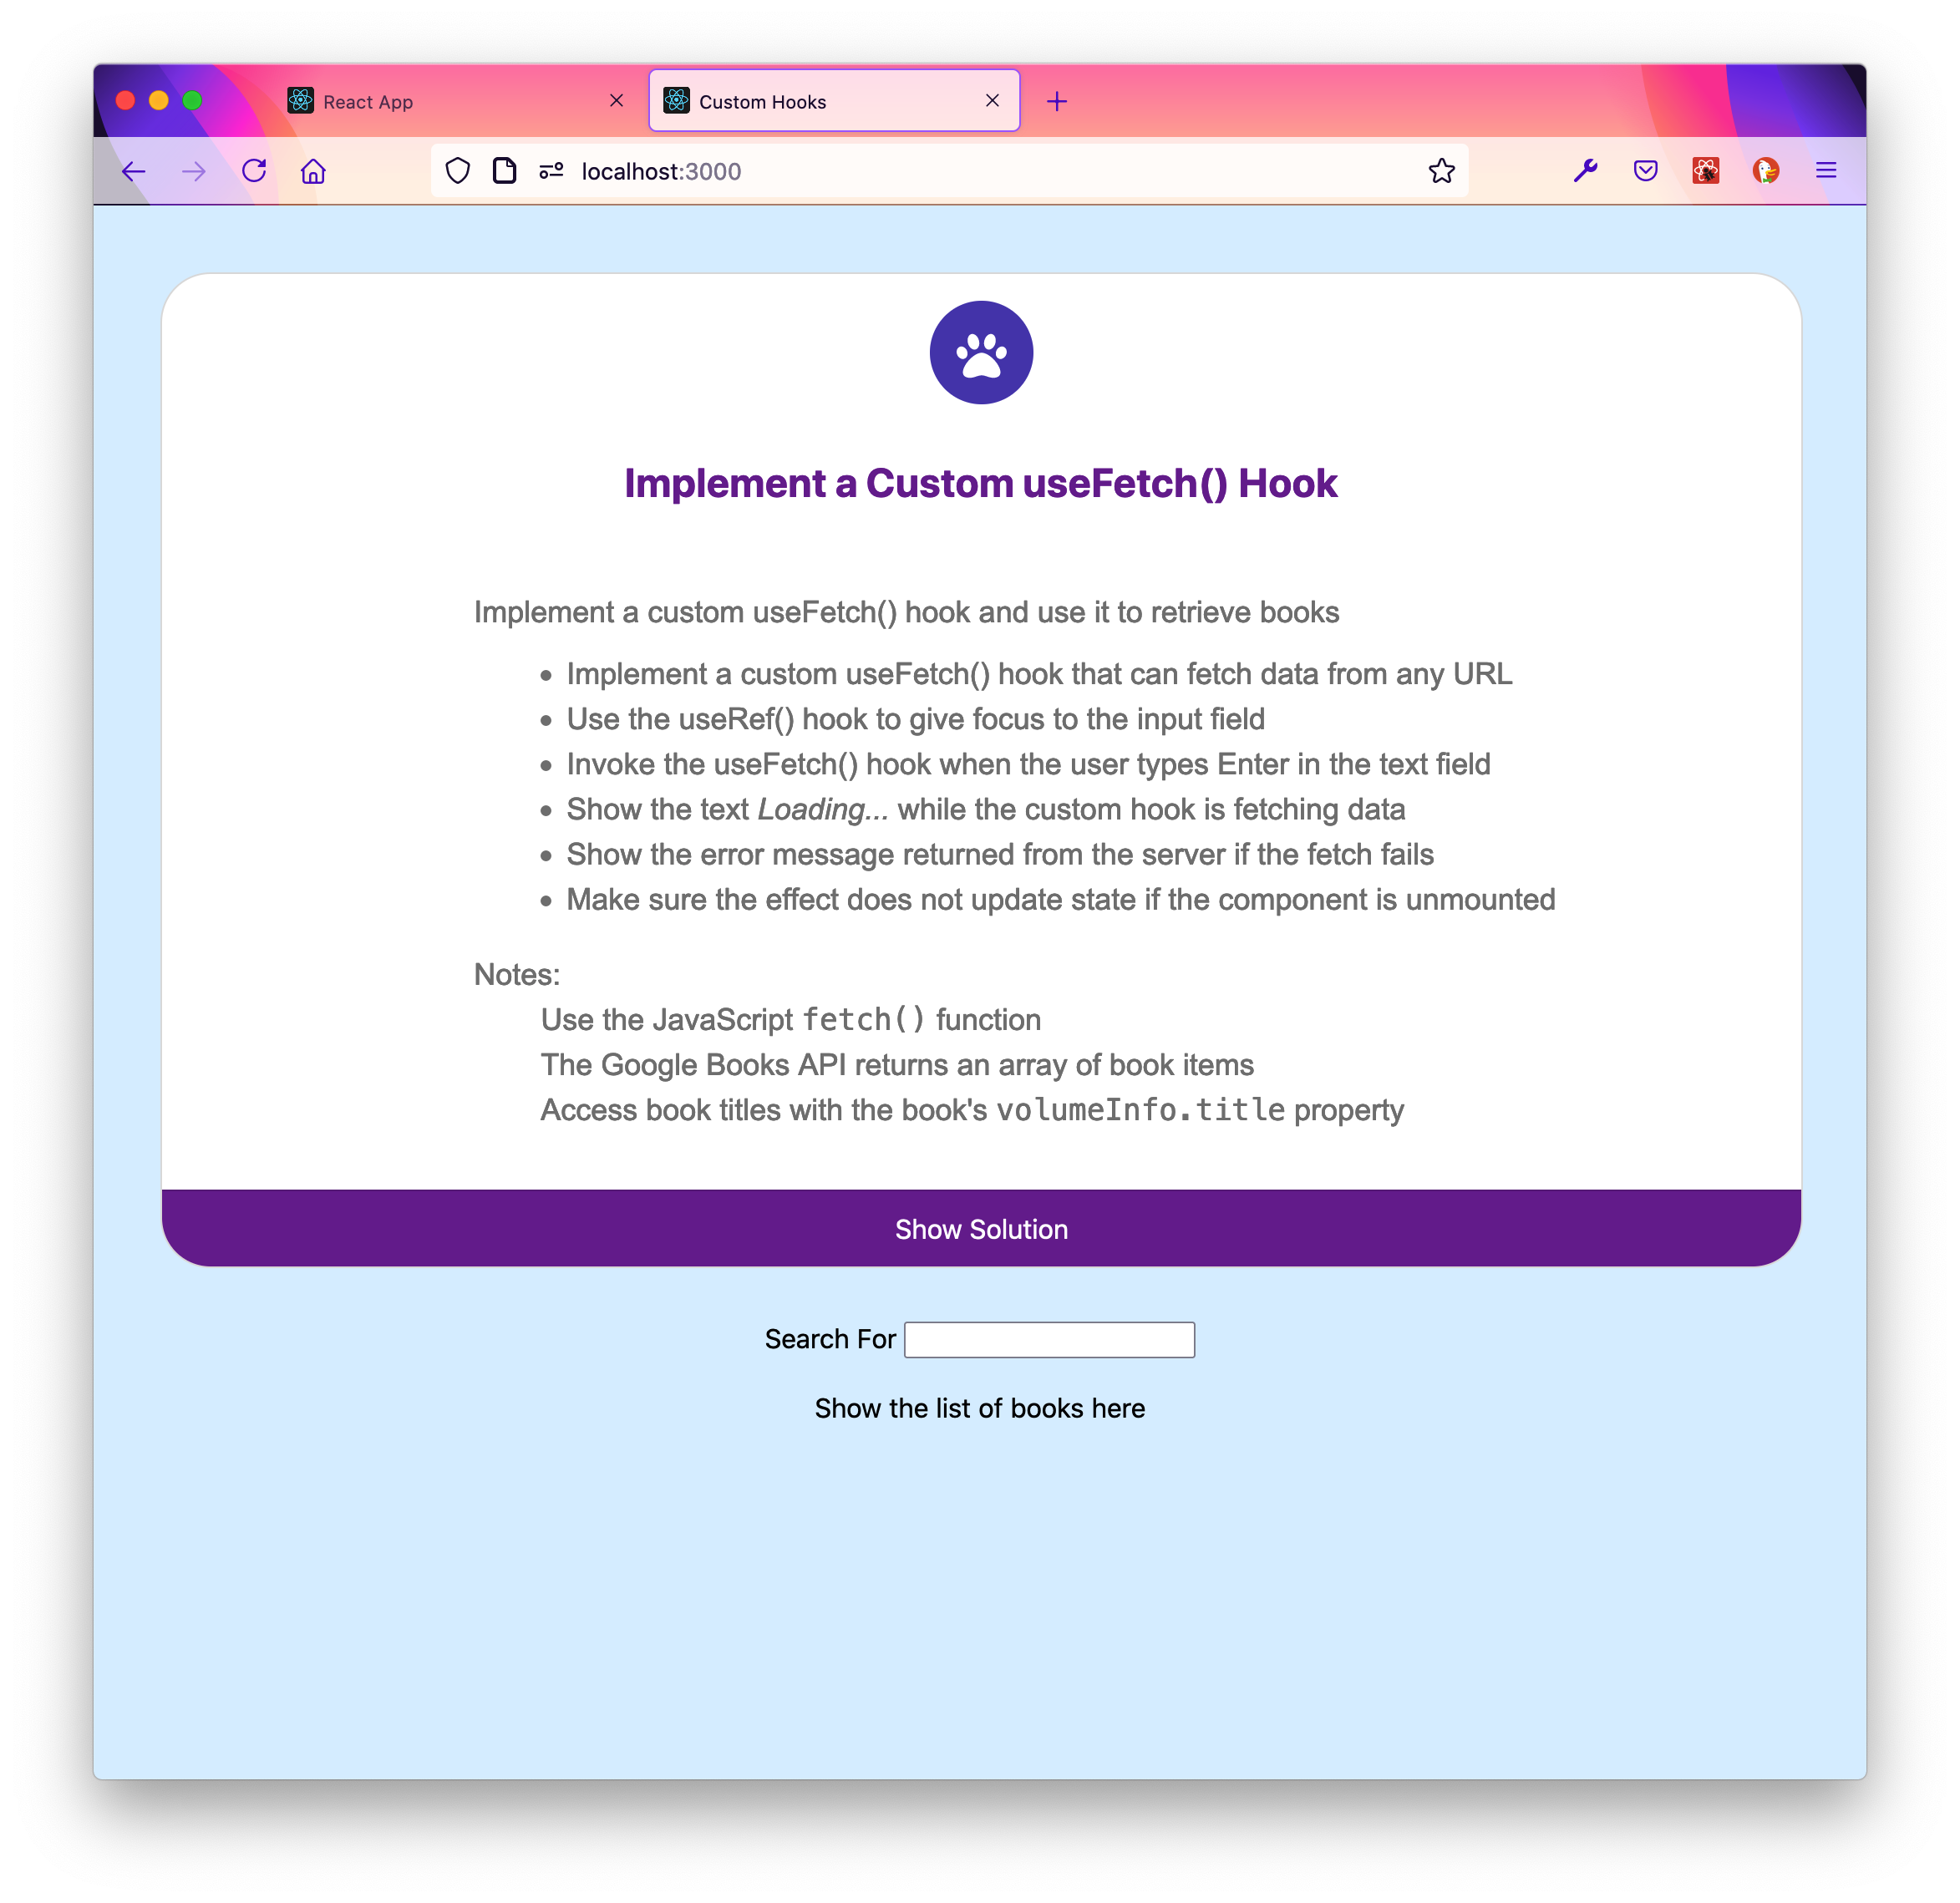 React App
Custom Hooks
localhost:3000
Implement a Custom useFetch() Hook
Implement a custom useFetch() hook and use it to retrieve books
• Implement a custom useFetch() hook that can fetch data from any URL
• Use the useRef() hook to give focus to the input field
• Invoke the useFetch() hook when the user types Enter in the text field
• Show the text Loading... while the custom hook is fetching data
• Show the error message returned from the server if the fetch fails
• Make sure the effect does not update state if the component is unmounted
Notes:
Use the JavaScript fetch() function
The Google Books API returns an array of book items
Access book titles with the book's volumeInfo.title property
Show Solution
Search For
Show the list of books here